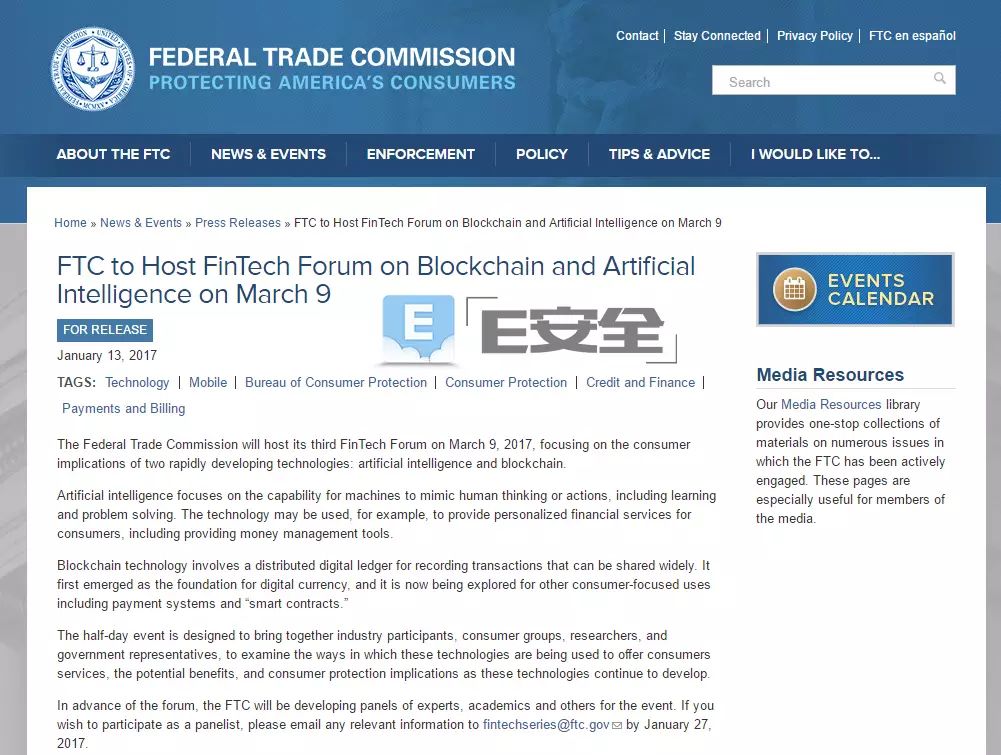 FEDERAL TRADE COMMISSION
PROTECTING AMERICA'S CONSUMERS
Contact | Stay Connected | Privacy Policy | FTC en español
Search
ABOUT THE FTC | NEWS & EVENTS | ENFORCEMENT | POLICY | TIPS & ADVICE | I WOULD LIKE TO...
Home » News & Events » Press Releases » FTC to Host FinTech Forum on Blockchain and Artificial Intelligence on March 9
FTC to Host FinTech Forum on Blockchain and Artificial
Intelligence on March 9
E
E安全
FOR RELEASE
January 13, 2017
TAGS: Technology | Mobile | Bureau of Consumer Protection | Consumer Protection | Credit and Finance |
Payments and Billing
The Federal Trade Commission will host its third FinTech Forum on March 9, 2017, focusing on the consumer
implications of two rapidly developing technologies: artificial intelligence and blockchain.
Artificial intelligence focuses on the capability for machines to mimic human thinking or actions, including learning
and problem solving. The technology may be used, for example, to provide personalized financial services for
consumers, including providing money management tools.
Blockchain technology involves a distributed digital ledger for recording transactions that can be shared widely. It
first emerged as the foundation for digital currency, and it is now being explored for other consumer-focused uses
including payment systems and “smart contracts.”
The half-day event is designed to bring together industry participants, consumer groups, researchers, and
government representatives, to examine the ways in which these technologies are being used to offer consumers
services, the potential benefits, and consumer protection implications as these technologies continue to develop.
In advance of the forum, the FTC will be developing panels of experts, academics and others for the event. If you
wish to participate as a panelist, please email any relevant information to fintechseries@ftc.gov by January 27,
2017.
EVENTS
CALENDAR
Media Resources
Our Media Resources library
provides one-stop collections of
materials on numerous issues in
which the FTC has been actively
engaged. These pages are
especially useful for members of
the media.